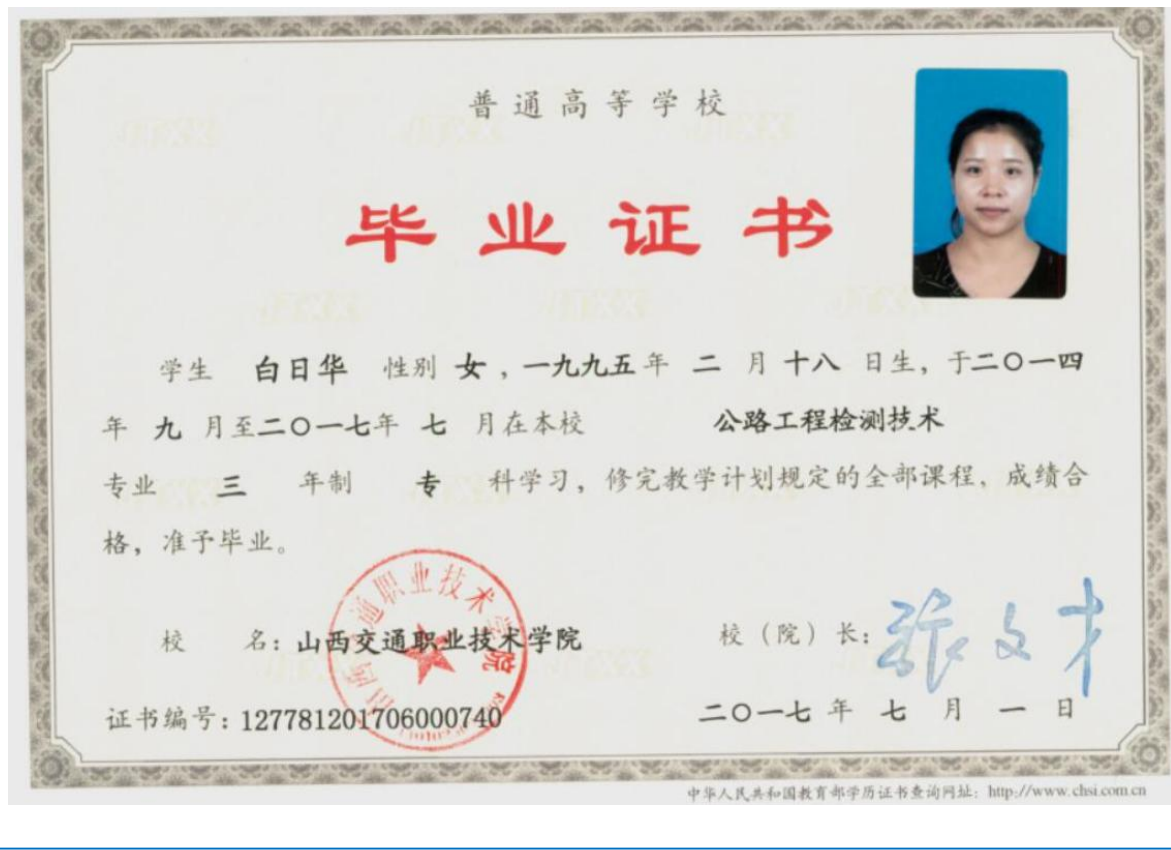 普通高等学校
毕业证书
学生 白日华 性别 女，一九九五年 二 月 十八 日生，于二〇一四
年 九 月至二〇一七年 七 月在本校 公路工程检测技术
专业 三 年制 专 科学习，修完教学计划规定的全部课程，成绩合
格，准予毕业。
校 名：山西交通职业技术学院
校（院）长：张文才
证书编号：127781201706000740
二〇一七 年 七 月 一 日
中华人民共和国教育部学历证书查询网址：http://www.chsi.com.cn